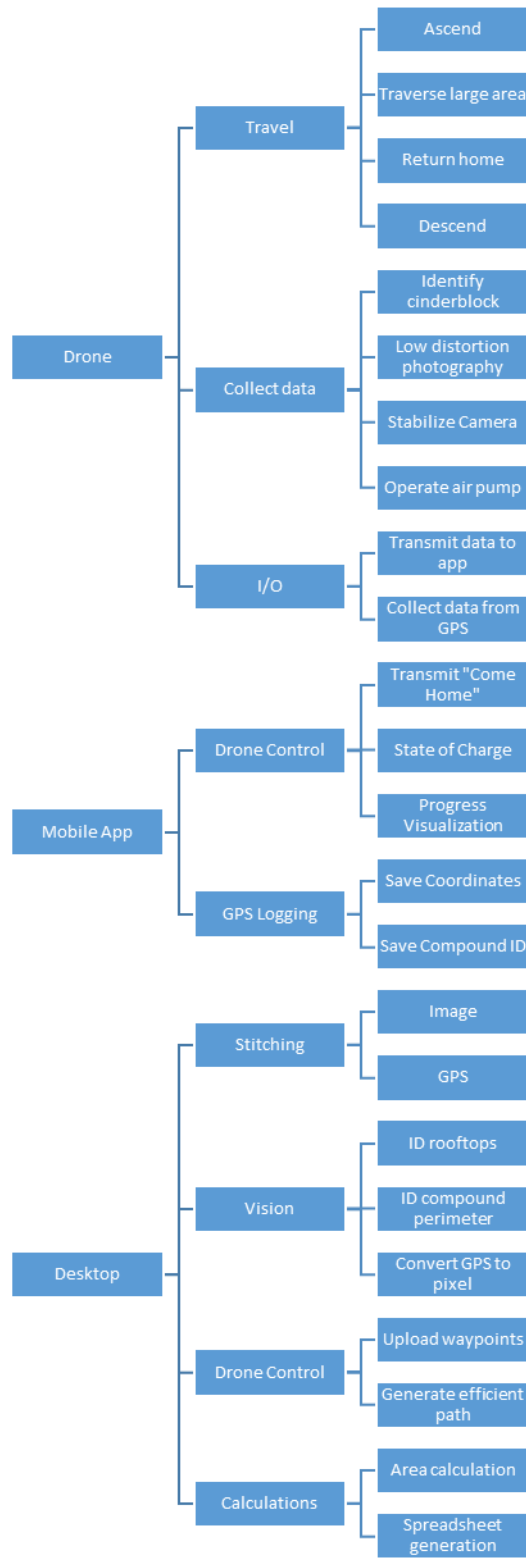 Drone
Travel
Ascend
Traverse large area
Return home
Descend
Collect data
Identify
cinderblock
Low distortion
photography
Stabilize Camera
Operate air pump
I/O
Transmit data to
app
Collect data from
GPS
Mobile App
Drone Control
Transmit "Come
Home"
State of Charge
Progress
Visualization
GPS Logging
Save Coordinates
Save Compound ID
Desktop
Stitching
Image
GPS
Vision
ID rooftops
ID compound
perimeter
Convert GPS to
pixel
Drone Control
Upload waypoints
Generate efficient
path
Calculations
Area calculation
Spreadsheet
generation